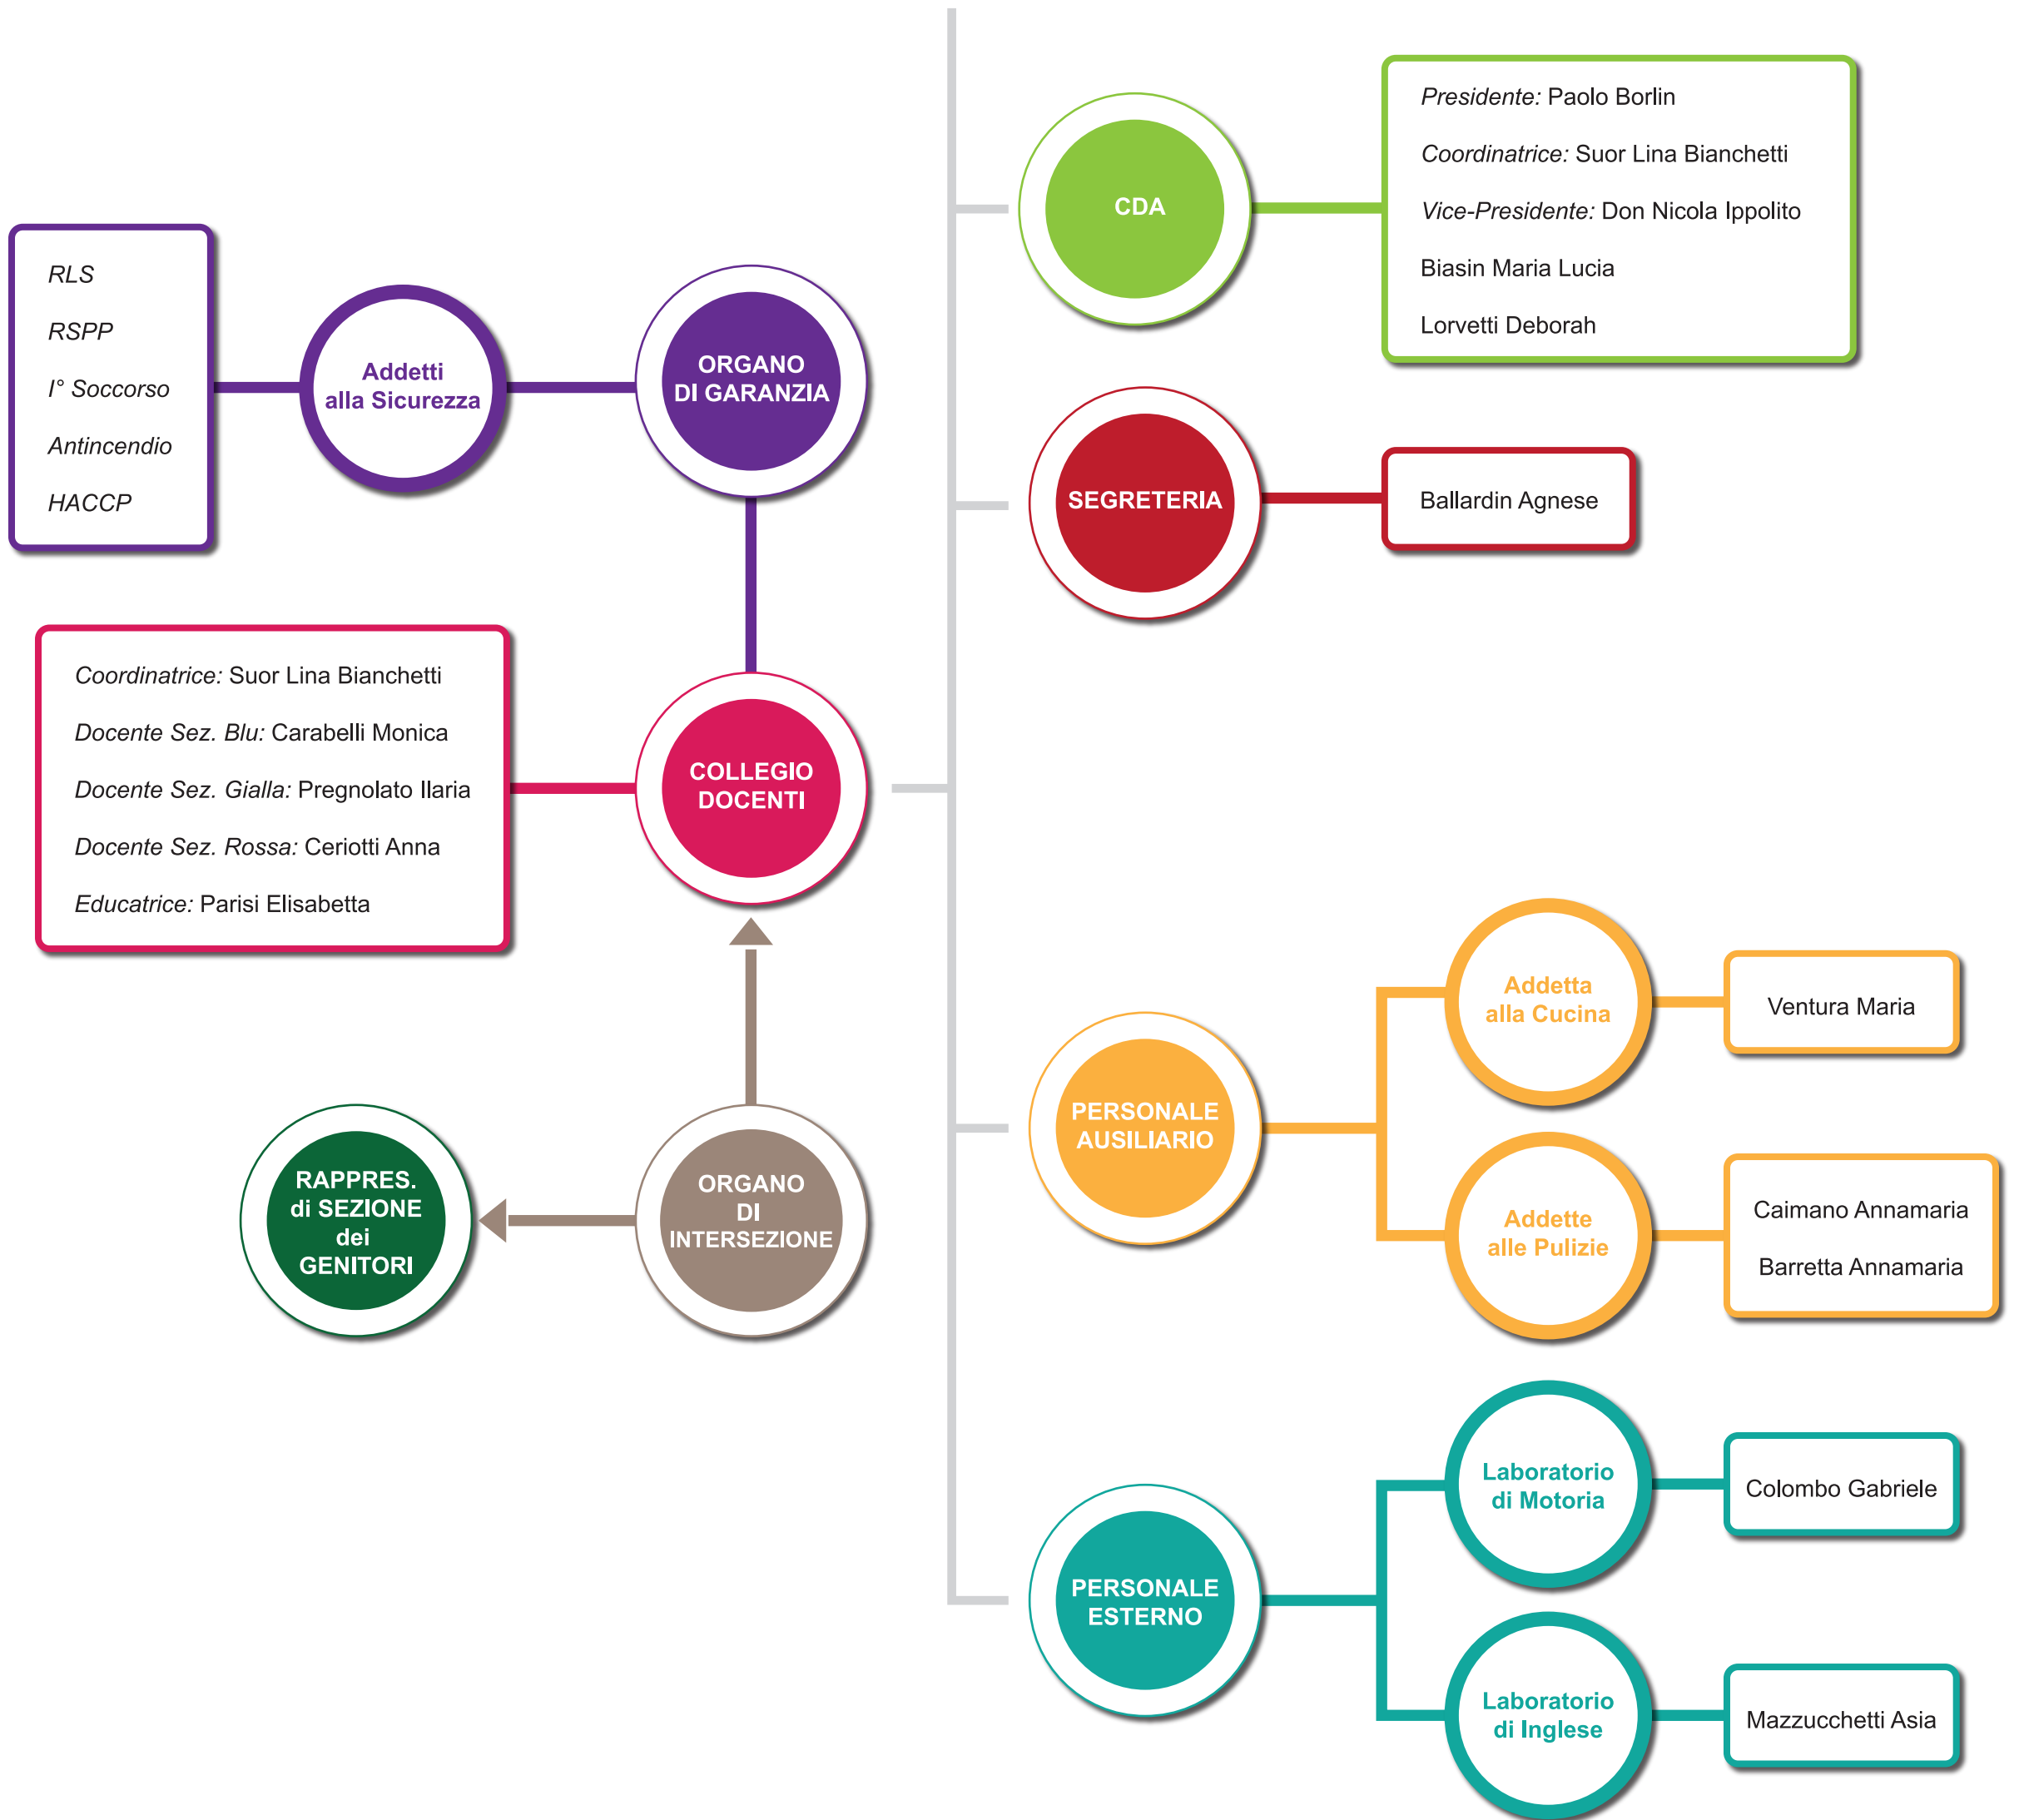 Presidente: Paolo Borlin
Coordinatrice: Suor Lina Bianchetti
CDA
Vice-Presidente: Don Nicola Ippolito
Biasin Maria Lucia
Lorvetti Deborah
RLS
RSPP
I° Soccorso
Antincendio
HACCP
Addetti
alla Sicurezza
ORGANO
DI GARANZIA
SEGRETERIA
Ballardin Agnese
Coordinatrice: Suor Lina Bianchetti
Docente Sez. Blu: Carabelli Monica
Docente Sez. Gialla: Pregnolato Ilaria
Docente Sez. Rossa: Ceriotti Anna
Educatrice: Parisi Elisabetta
COLLEGIO
DOCENTI
Addetta
alla Cucina
Ventura Maria
PERSONALE
AUSILIARIO
RAPPRES.
di SEZIONE
dei
GENITORI
ORGANO
DI
INTERSEZIONE
Addette
alle Pulizie
Caimano Annamaria
Barretta Annamaria
Laboratorio
di Motoria
Colombo Gabriele
PERSONALE
ESTERNO
Laboratorio
di Inglese
Mazzucchetti Asia